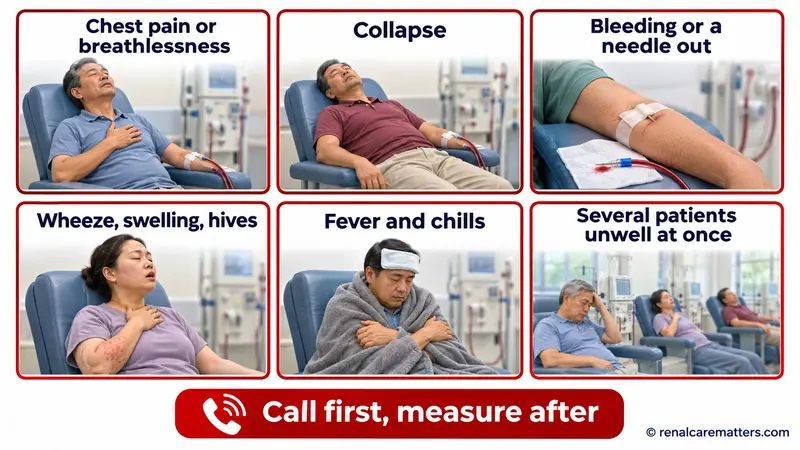 Chest pain or
breathlessness
Collapse
Bleeding or a
needle out
Wheeze, swelling, hives
Fever and chills
Several patients
unwell at once
Call first, measure after
© renalcarematters.com